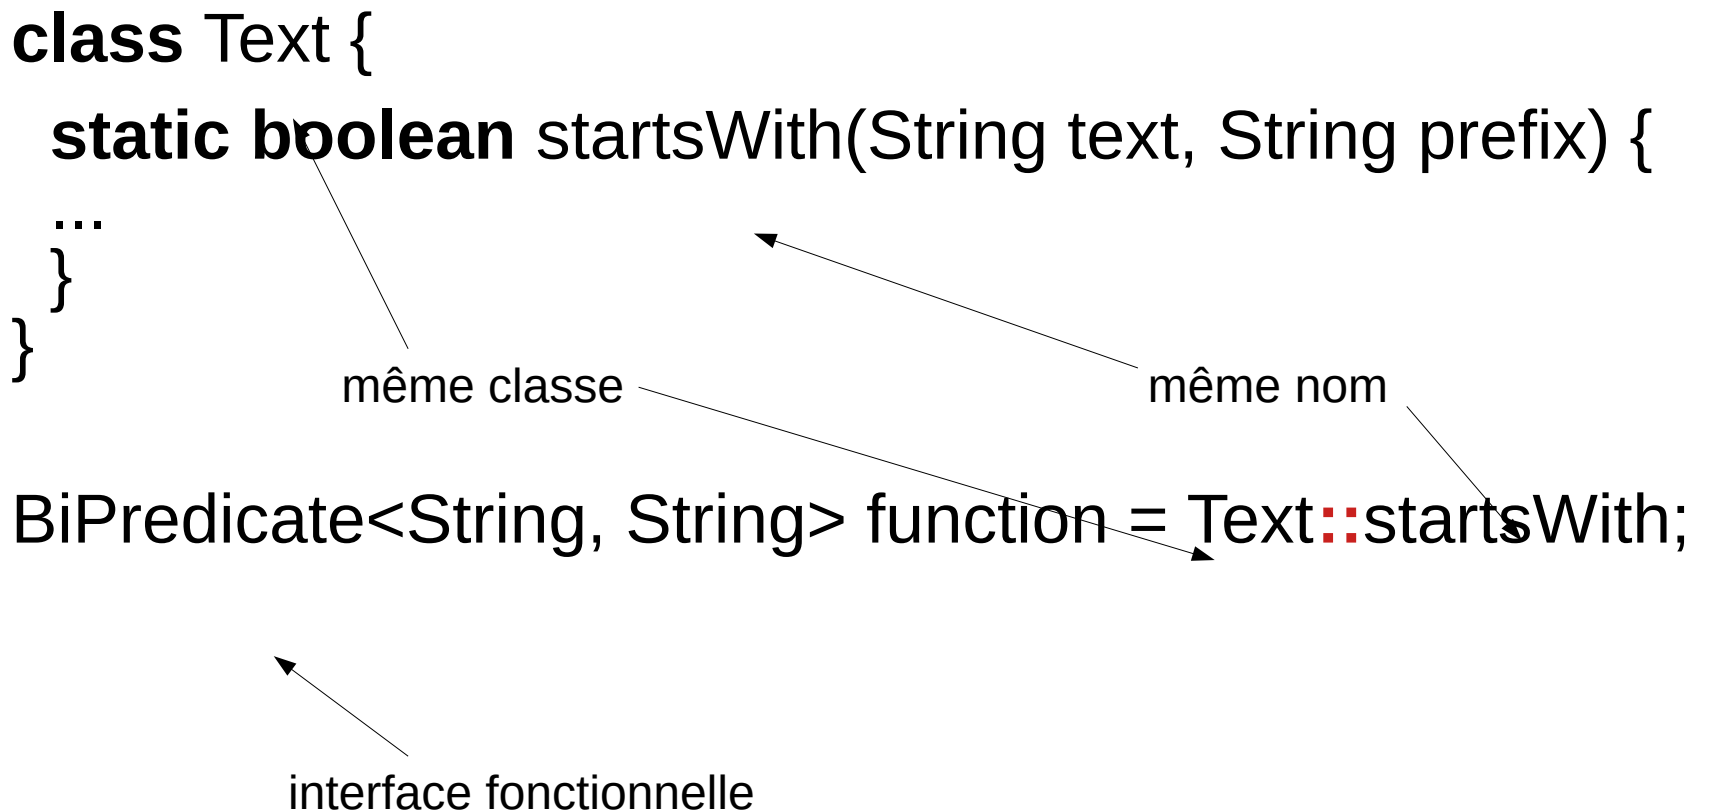 class Text {
static boolean startsWith(String text, String prefix) {
...
}
}
même classe
même nom
BiPredicate<String, String> function = Text::startsWith;
interface fonctionnelle